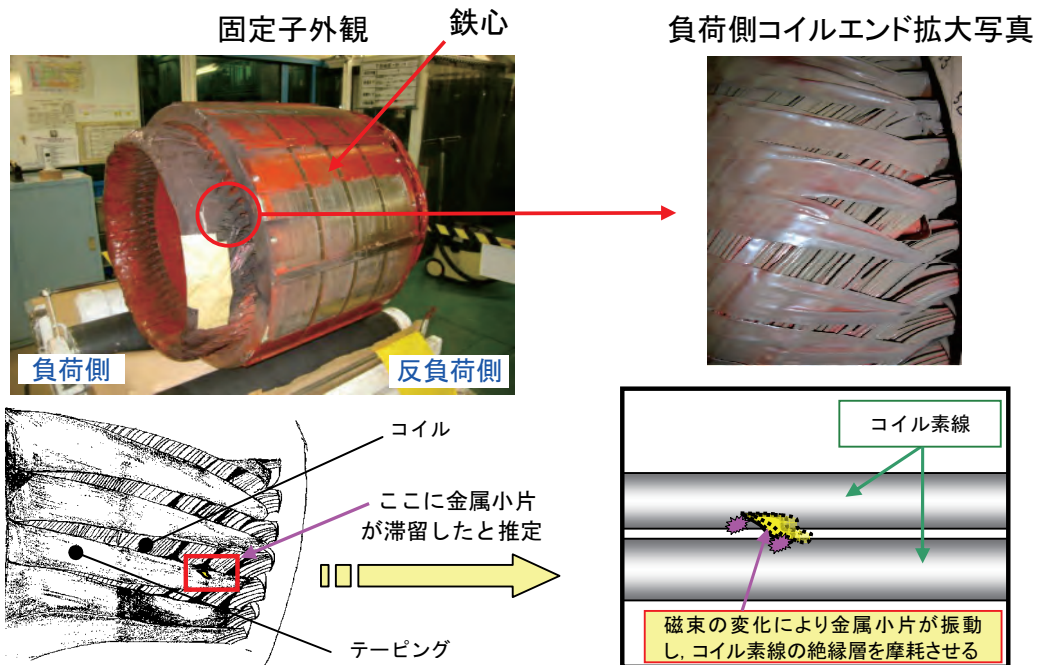 固定子外観
鉄心
負荷側コイルエンド拡大写真
負荷側
反負荷側
コイル
ここに金属小片
が滞留したと推定
テーピング
コイル素線
磁束の変化により金属小片が振動
し,コイル素線の絶縁層を摩耗させる